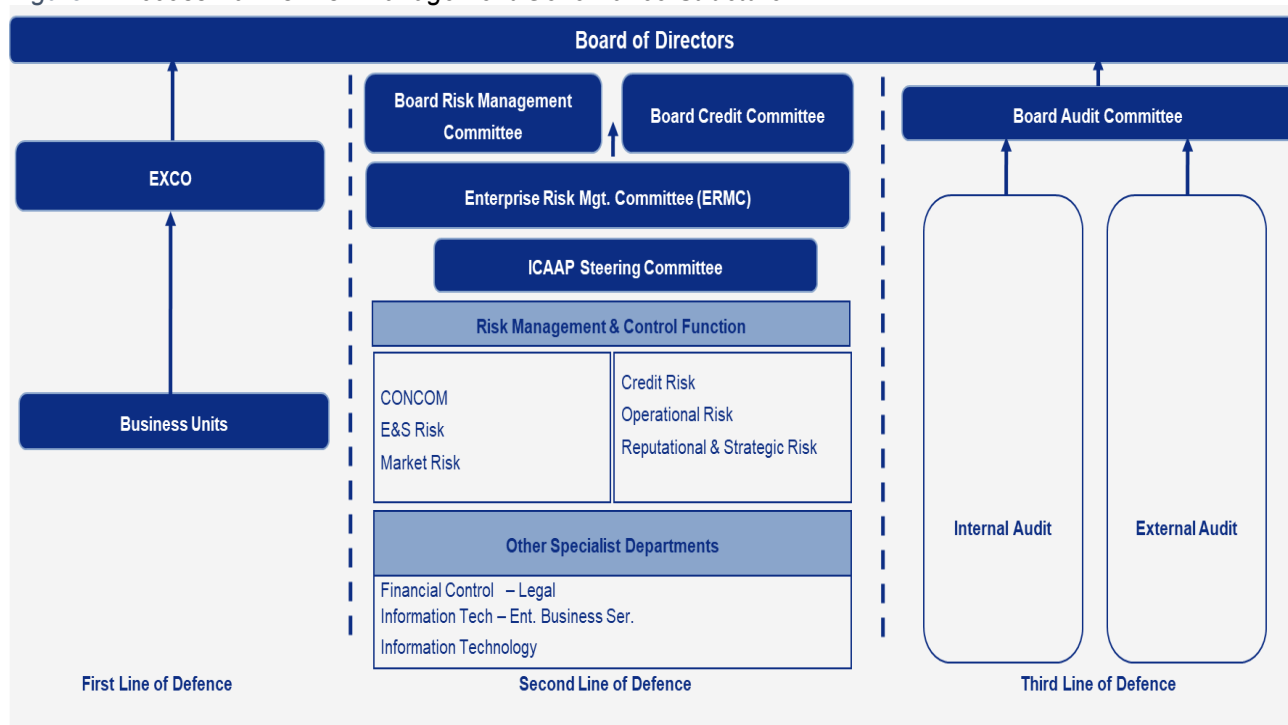 Board of Directors
Board Risk Management
Committee
Board Credit Committee
Board Audit Committee
EXCO
Enterprise Risk Mgt. Committee (ERMC)
ICAAP Steering Committee
Risk Management & Control Function
CONCOM
E&S Risk
Market Risk
Credit Risk
Operational Risk
Reputational & Strategic Risk
Business Units
Other Specialist Departments
Financial Control – Legal
Information Tech – Ent. Business Ser.
Information Technology
Internal Audit
External Audit
First Line of Defence
Second Line of Defence
Third Line of Defence